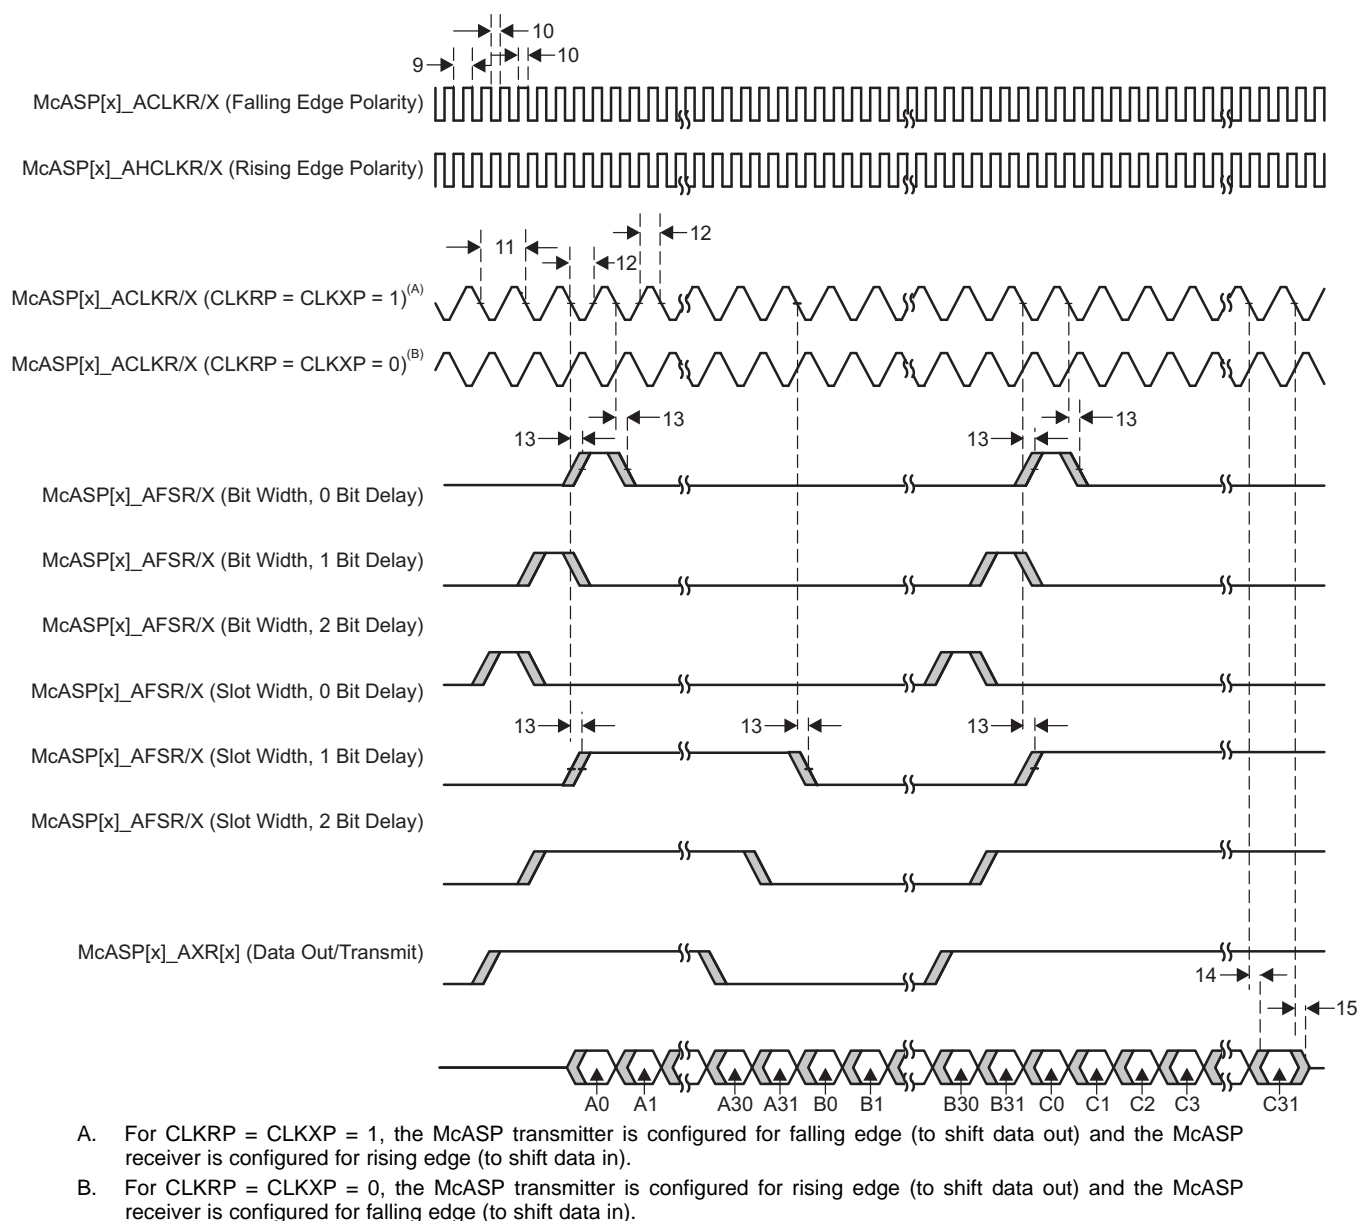 10
9
10
McASP[x]_ACLKR/X (Falling Edge Polarity)
McASP[x]_AHCLKR/X (Rising Edge Polarity)
11
12
12
McASP[x]_ACLKR/X (CLKRP = CLKXP = 1)(A)
McASP[x]_ACLKR/X (CLKRP = CLKXP = 0)(B)
13
13
13
13
McASP[x]_AFSR/X (Bit Width, 0 Bit Delay)
McASP[x]_AFSR/X (Bit Width, 1 Bit Delay)
McASP[x]_AFSR/X (Bit Width, 2 Bit Delay)
McASP[x]_AFSR/X (Slot Width, 0 Bit Delay)
13
13
13
McASP[x]_AFSR/X (Slot Width, 1 Bit Delay)
McASP[x]_AFSR/X (Slot Width, 2 Bit Delay)
McASP[x]_AXR[x] (Data Out/Transmit)
14
15
A0 A1 A30 A31 B0 B1 B30 B31 C0 C1 C2 C3 C31
A. For CLKRP = CLKXP = 1, the McASP transmitter is configured for falling edge (to shift data out) and the McASP
receiver is configured for rising edge (to shift data in).
B. For CLKRP = CLKXP = 0, the McASP transmitter is configured for rising edge (to shift data out) and the McASP
receiver is configured for falling edge (to shift data in).